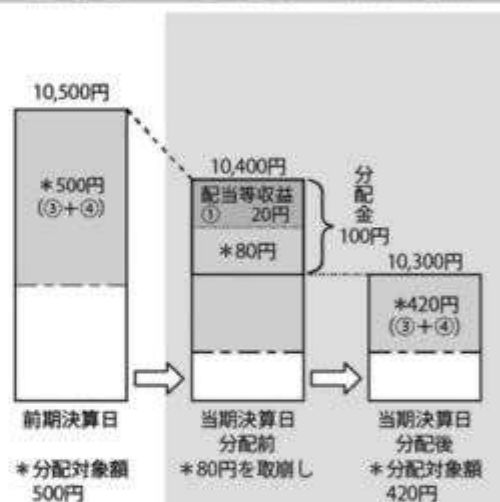 10,500円
*500円
(③+④)
10,400円
配当等収益
① 20円
*80円
分配金
100円
10,300円
*420円
(③+④)
前期決算日
当期決算日
分配前
当期決算日
分配後
*分配対象額
500円
*80円を取崩し
*分配対象額
420円